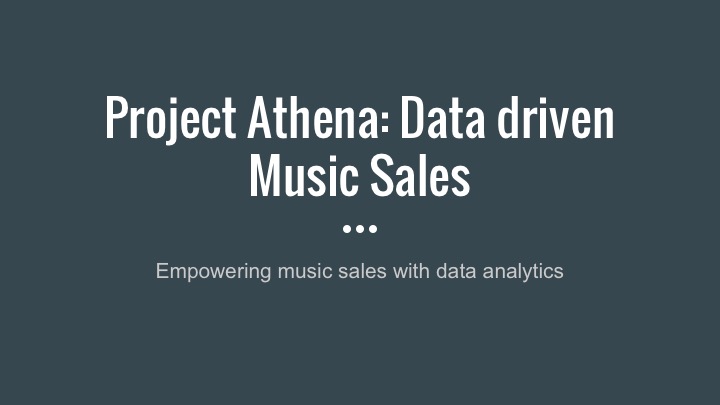 Project Athena: Data driven
Music Sales
Empowering music sales with data analytics